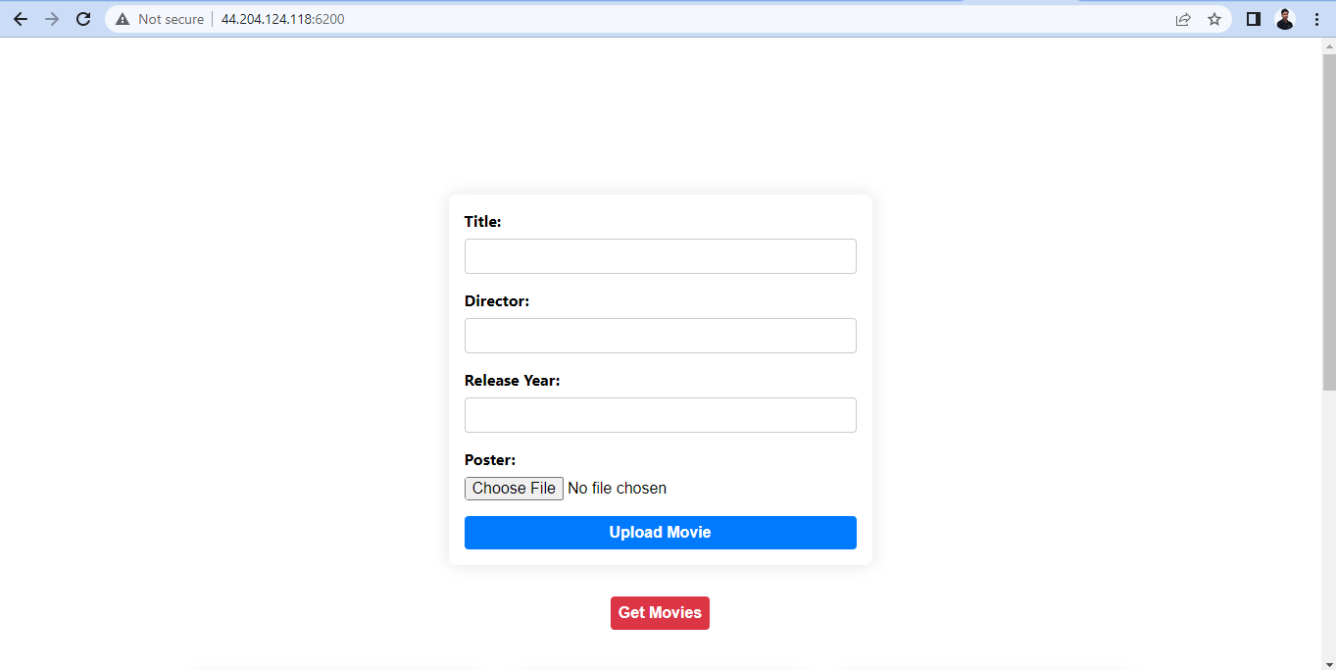 Not secure | 44.204.124.118:6200
Title:
Director:
Release Year:
Poster:
Choose File No file chosen
Upload Movie
Get Movies